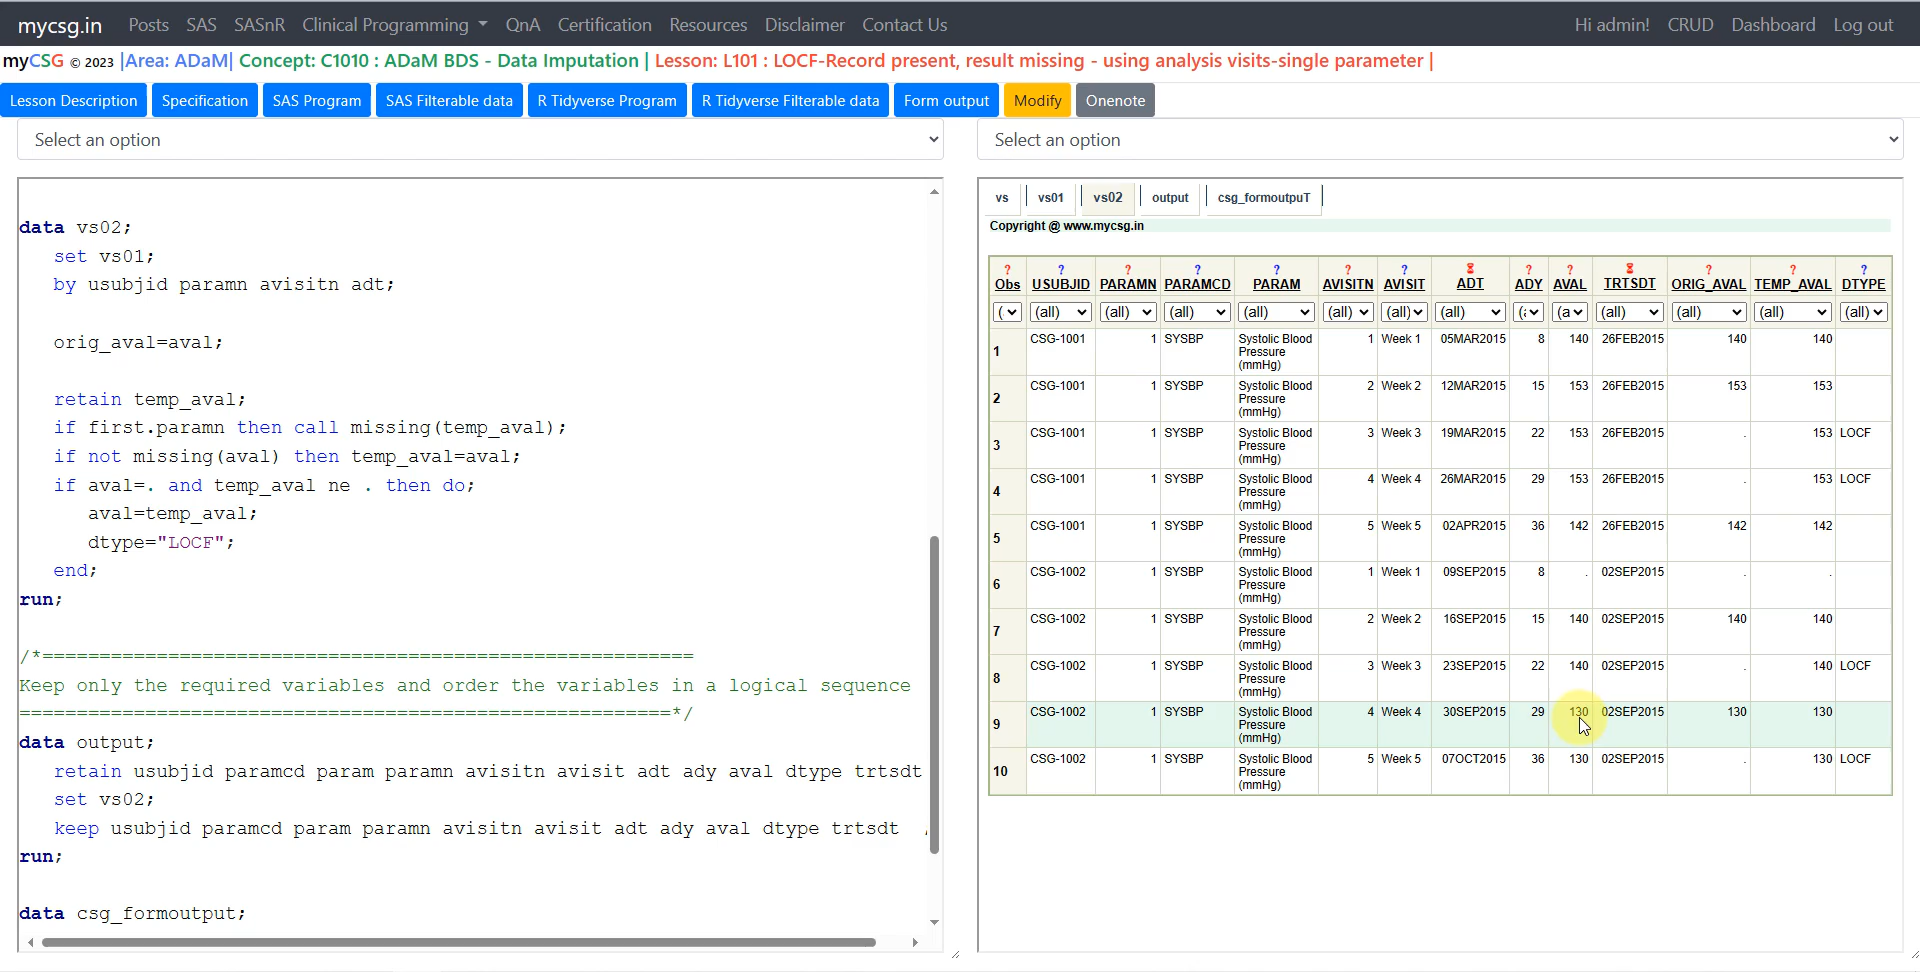 mycsg.in Posts SAS SASnR Clinical Programming QnA Certification Resources Disclaimer Contact Us Hi admin! CRUD Dashboard Log out
myCSG © 2023 |Area: ADaM| Concept: C1010 : ADaM BDS - Data Imputation | Lesson: L101 : LOCF-Record present, result missing - using analysis visits-single parameter |
Lesson Description Specification SAS Program SAS Filterable data R Tidyverse Program R Tidyverse Filterable data Form output Modify Onenote
Select an option
data vs02;
set vs01;
by usubjid paramn avisitn adt;
orig_aval=aval;
retain temp_aval;
if first.paramn then call missing(temp_aval);
if not missing(aval) then temp_aval=aval;
if aval=. and temp_aval ne . then do;
aval=temp_aval;
dtype="LOCF";
end;
run;
/*=========================================================
Keep only the required variables and order the variables in a logical sequence
=========================================================*/
data output;
retain usubjid paramcd param paramn avisitn avisit adt ady aval dtype trtsdt
set vs02;
keep usubjid paramcd param paramn avisitn avisit adt ady aval dtype trtsdt
run;
data csg_formoutput;
Select an option
vs vs01 vs02 output csg_formoutpuT
Copyright @ www.mycsg.in
? ? ? ? ? ? ? ? ? ? ? ?
Obs USUBJID PARAMN PARAMCD PARAM AVISITN AVISIT ADT ADY AVAL TRTSDT ORIG_AVAL TEMP_AVAL DTYPE
( (all) (all) (all) (all) (all) (all) (all) (a (all) (all) (all) (all)
1 CSG-1001 1 SYSBP Systolic Blood Pressure (mmHg) 1 Week 1 05MAR2015 8 140 26FEB2015 140 140
2 CSG-1001 1 SYSBP Systolic Blood Pressure (mmHg) 2 Week 2 12MAR2015 15 153 26FEB2015 153 153
3 CSG-1001 1 SYSBP Systolic Blood Pressure (mmHg) 3 Week 3 19MAR2015 22 153 26FEB2015 . 153 LOCF
4 CSG-1001 1 SYSBP Systolic Blood Pressure (mmHg) 4 Week 4 26MAR2015 29 153 26FEB2015 . 153 LOCF
5 CSG-1001 1 SYSBP Systolic Blood Pressure (mmHg) 5 Week 5 02APR2015 36 142 26FEB2015 142 142
6 CSG-1002 1 SYSBP Systolic Blood Pressure (mmHg) 1 Week 1 09SEP2015 8 . 02SEP2015 . .
7 CSG-1002 1 SYSBP Systolic Blood Pressure (mmHg) 2 Week 2 16SEP2015 15 140 02SEP2015 140 140
8 CSG-1002 1 SYSBP Systolic Blood Pressure (mmHg) 3 Week 3 23SEP2015 22 140 02SEP2015 . 140 LOCF
9 CSG-1002 1 SYSBP Systolic Blood Pressure (mmHg) 4 Week 4 30SEP2015 29 130 02SEP2015 130 130
10 CSG-1002 1 SYSBP Systolic Blood Pressure (mmHg) 5 Week 5 07OCT2015 36 130 02SEP2015 . 130 LOCF